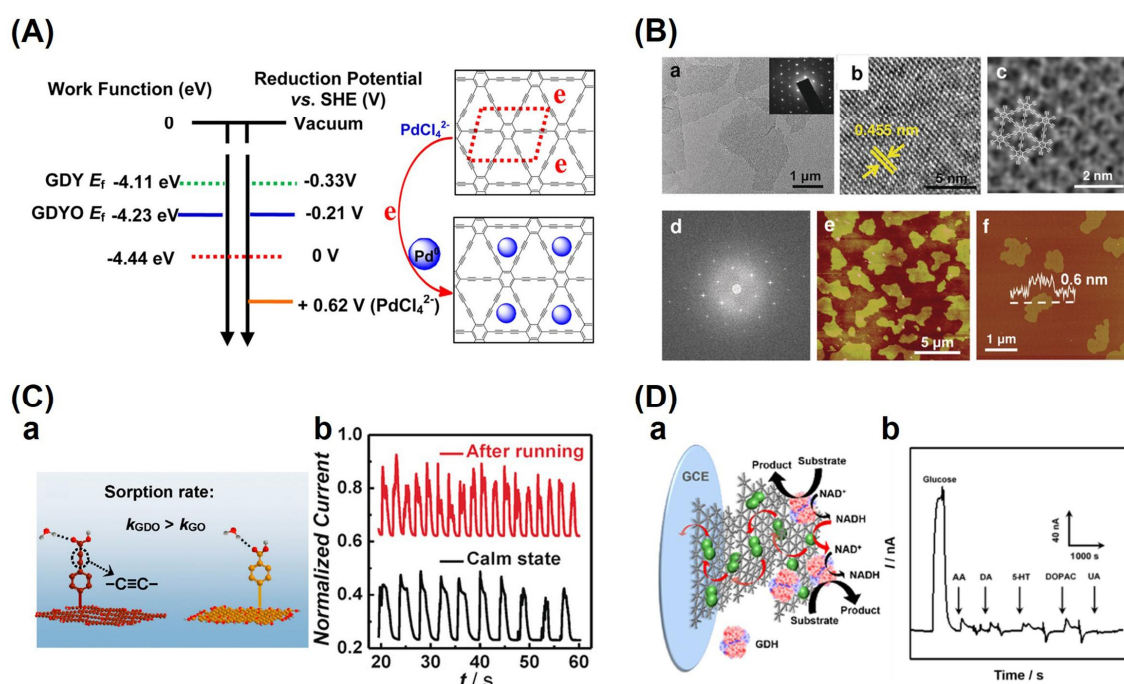 (A)
Work Function (eV)
Reduction Potential
vs. SHE (V)
0
Vacuum
GDY Ef -4.11 eV
-0.33V
GDYO Ef -4.23 eV
-0.21 V
-4.44 eV
0 V
+ 0.62 V (PdCl₄²⁻)
PdCl₄²⁻
e
e
e
Pd⁰
(B)
a
1 μm
b
0.455 nm
5 nm
c
2 nm
d
e
5 μm
f
0.6 nm
1 μm
(C)
a
Sorption rate:
kGDO > kGO
–C≡C–
b
Normalized Current
1.0
0.8
0.6
0.4
0.2
After running
Calm state
20 30 40 50 60
t / s
(D)
a
GCE
Product
Substrate
NAD⁺
NADH
NAD⁺
NADH
Substrate
Product
GDH
b
I / nA
Glucose
40 nA
1000 s
AA DA 5-HT DOPAC UA
Time / s